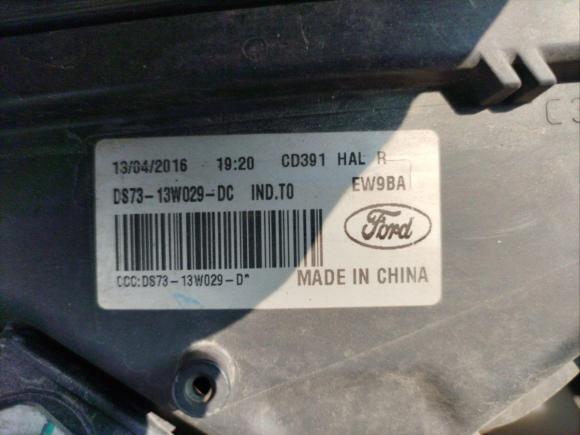 13/04/2016 19:20 CD391 HAL R
DS73-13W029-DC IND.T0 EW9BA
Ford
CCC:DS73-13W029-D*
MADE IN CHINA